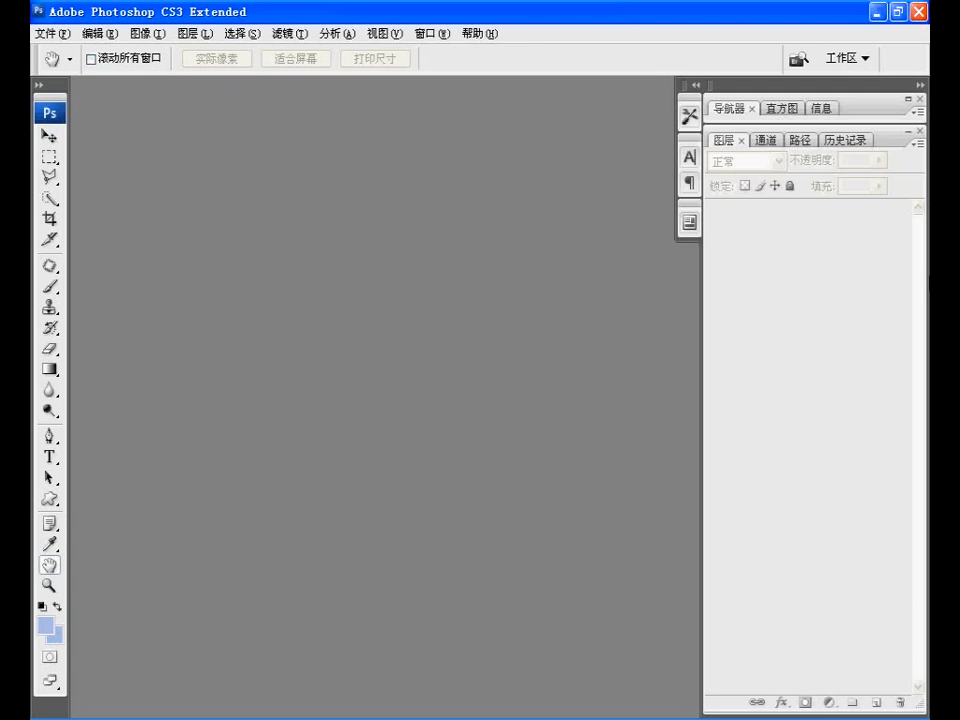 Adobe Photoshop CS3 Extended
文件(F) 编辑(E) 图像(I) 图层(L) 选择(S) 滤镜(T) 分析(A) 视图(V) 窗口(W) 帮助(H)
滚动所有窗口 实际像素 适合屏幕 打印尺寸 工作区
Ps
导航器 直方图 信息
图层 通道 路径 历史记录
正常 不透明度:
锁定: 填充:
A
T
fx